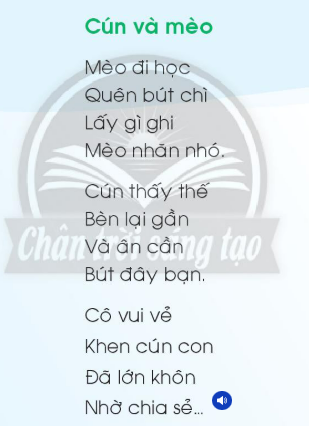 Cún và mèo
Mèo đi học
Quên bút chì
Lấy gì ghi
Mèo nhăn nhó.
Cún thấy thế
Bèn lại gần
Và ân cần
Bút đây bạn.
Chân trời sáng tạo
Cô vui vẻ
Khen cún con
Đã lớn khôn
Nhờ chia sẻ...